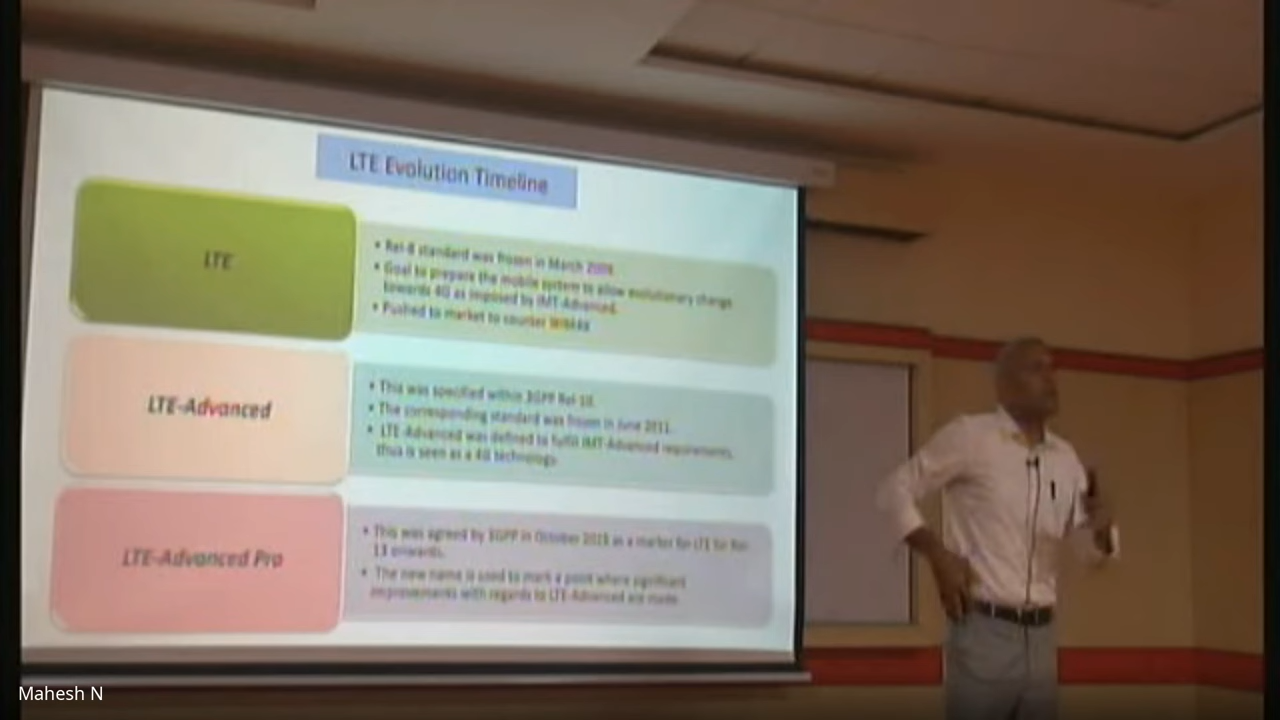 LTE Evolution Timeline
LTE
• Rel-8 standard was frozen in March
• Goal to prepare the mobile system to allow evolutionary change
towards 4G as imposed by IMT-Advanced.
• Pushed to market to counter WiMAX
LTE-Advanced
• This was specified within 3GPP Rel-10.
• The corresponding standard was frozen in June 2011.
• LTE-Advanced was defined to fulfill IMT-Advanced requirements,
thus is seen as a 4G technology.
LTE-Advanced Pro
• This was agreed by 3GPP in October as a marker for LTE for Rel-
13 onwards.
• The new name is used to mark a point where significant
improvements with regards to LTE-Advanced are made
Mahesh N